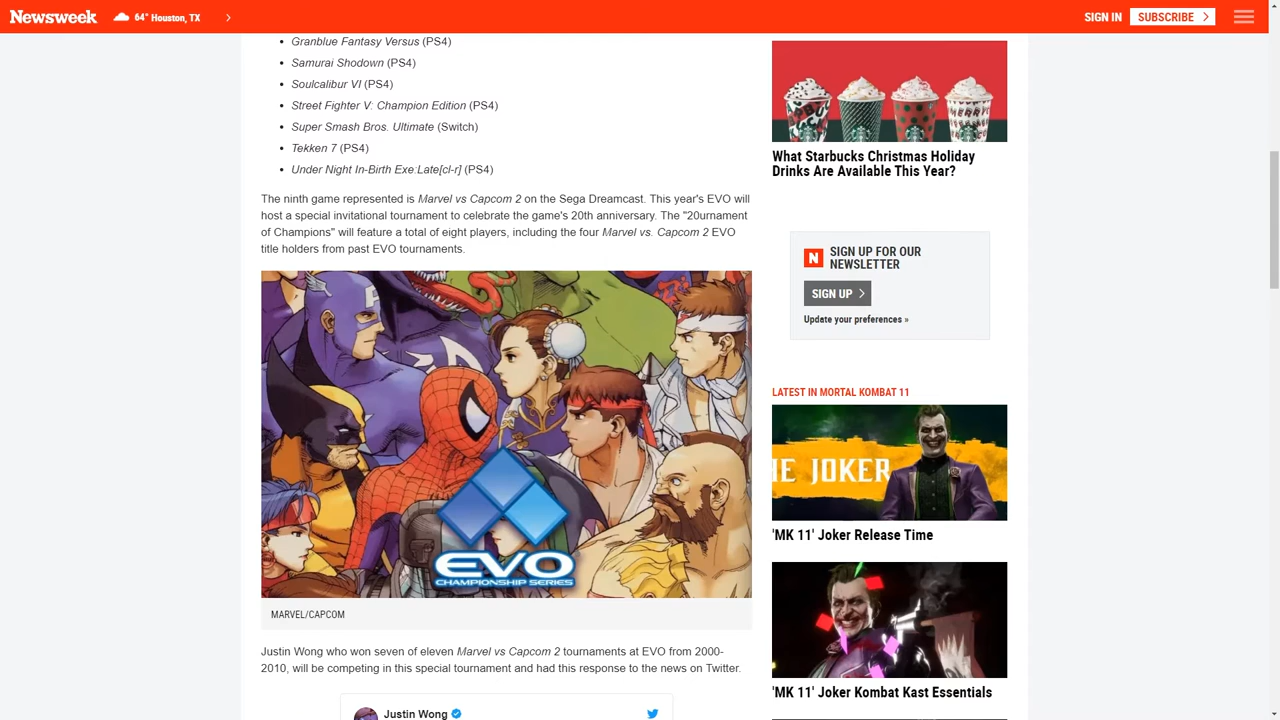 Newsweek
64° Houston, TX
SIGN IN
SUBSCRIBE
Granblue Fantasy Versus (PS4)
Samurai Shodown (PS4)
Soulcalibur VI (PS4)
Street Fighter V: Champion Edition (PS4)
Super Smash Bros. Ultimate (Switch)
Tekken 7 (PS4)
Under Night In-Birth Exe:Late[cl-r] (PS4)
The ninth game represented is Marvel vs Capcom 2 on the Sega Dreamcast. This year's EVO will
host a special invitational tournament to celebrate the game's 20th anniversary. The "20urnament
of Champions" will feature a total of eight players, including the four Marvel vs. Capcom 2 EVO
title holders from past EVO tournaments.
EVO
CHAMPIONSHIP SERIES
MARVEL/CAPCOM
Justin Wong who won seven of eleven Marvel vs Capcom 2 tournaments at EVO from 2000-
2010, will be competing in this special tournament and had this response to the news on Twitter.
Justin Wong
What Starbucks Christmas Holiday
Drinks Are Available This Year?
N
SIGN UP FOR OUR
NEWSLETTER
SIGN UP
Update your preferences »
LATEST IN MORTAL KOMBAT 11
THE JOKER
'MK 11' Joker Release Time
'MK 11' Joker Kombat Kast Essentials